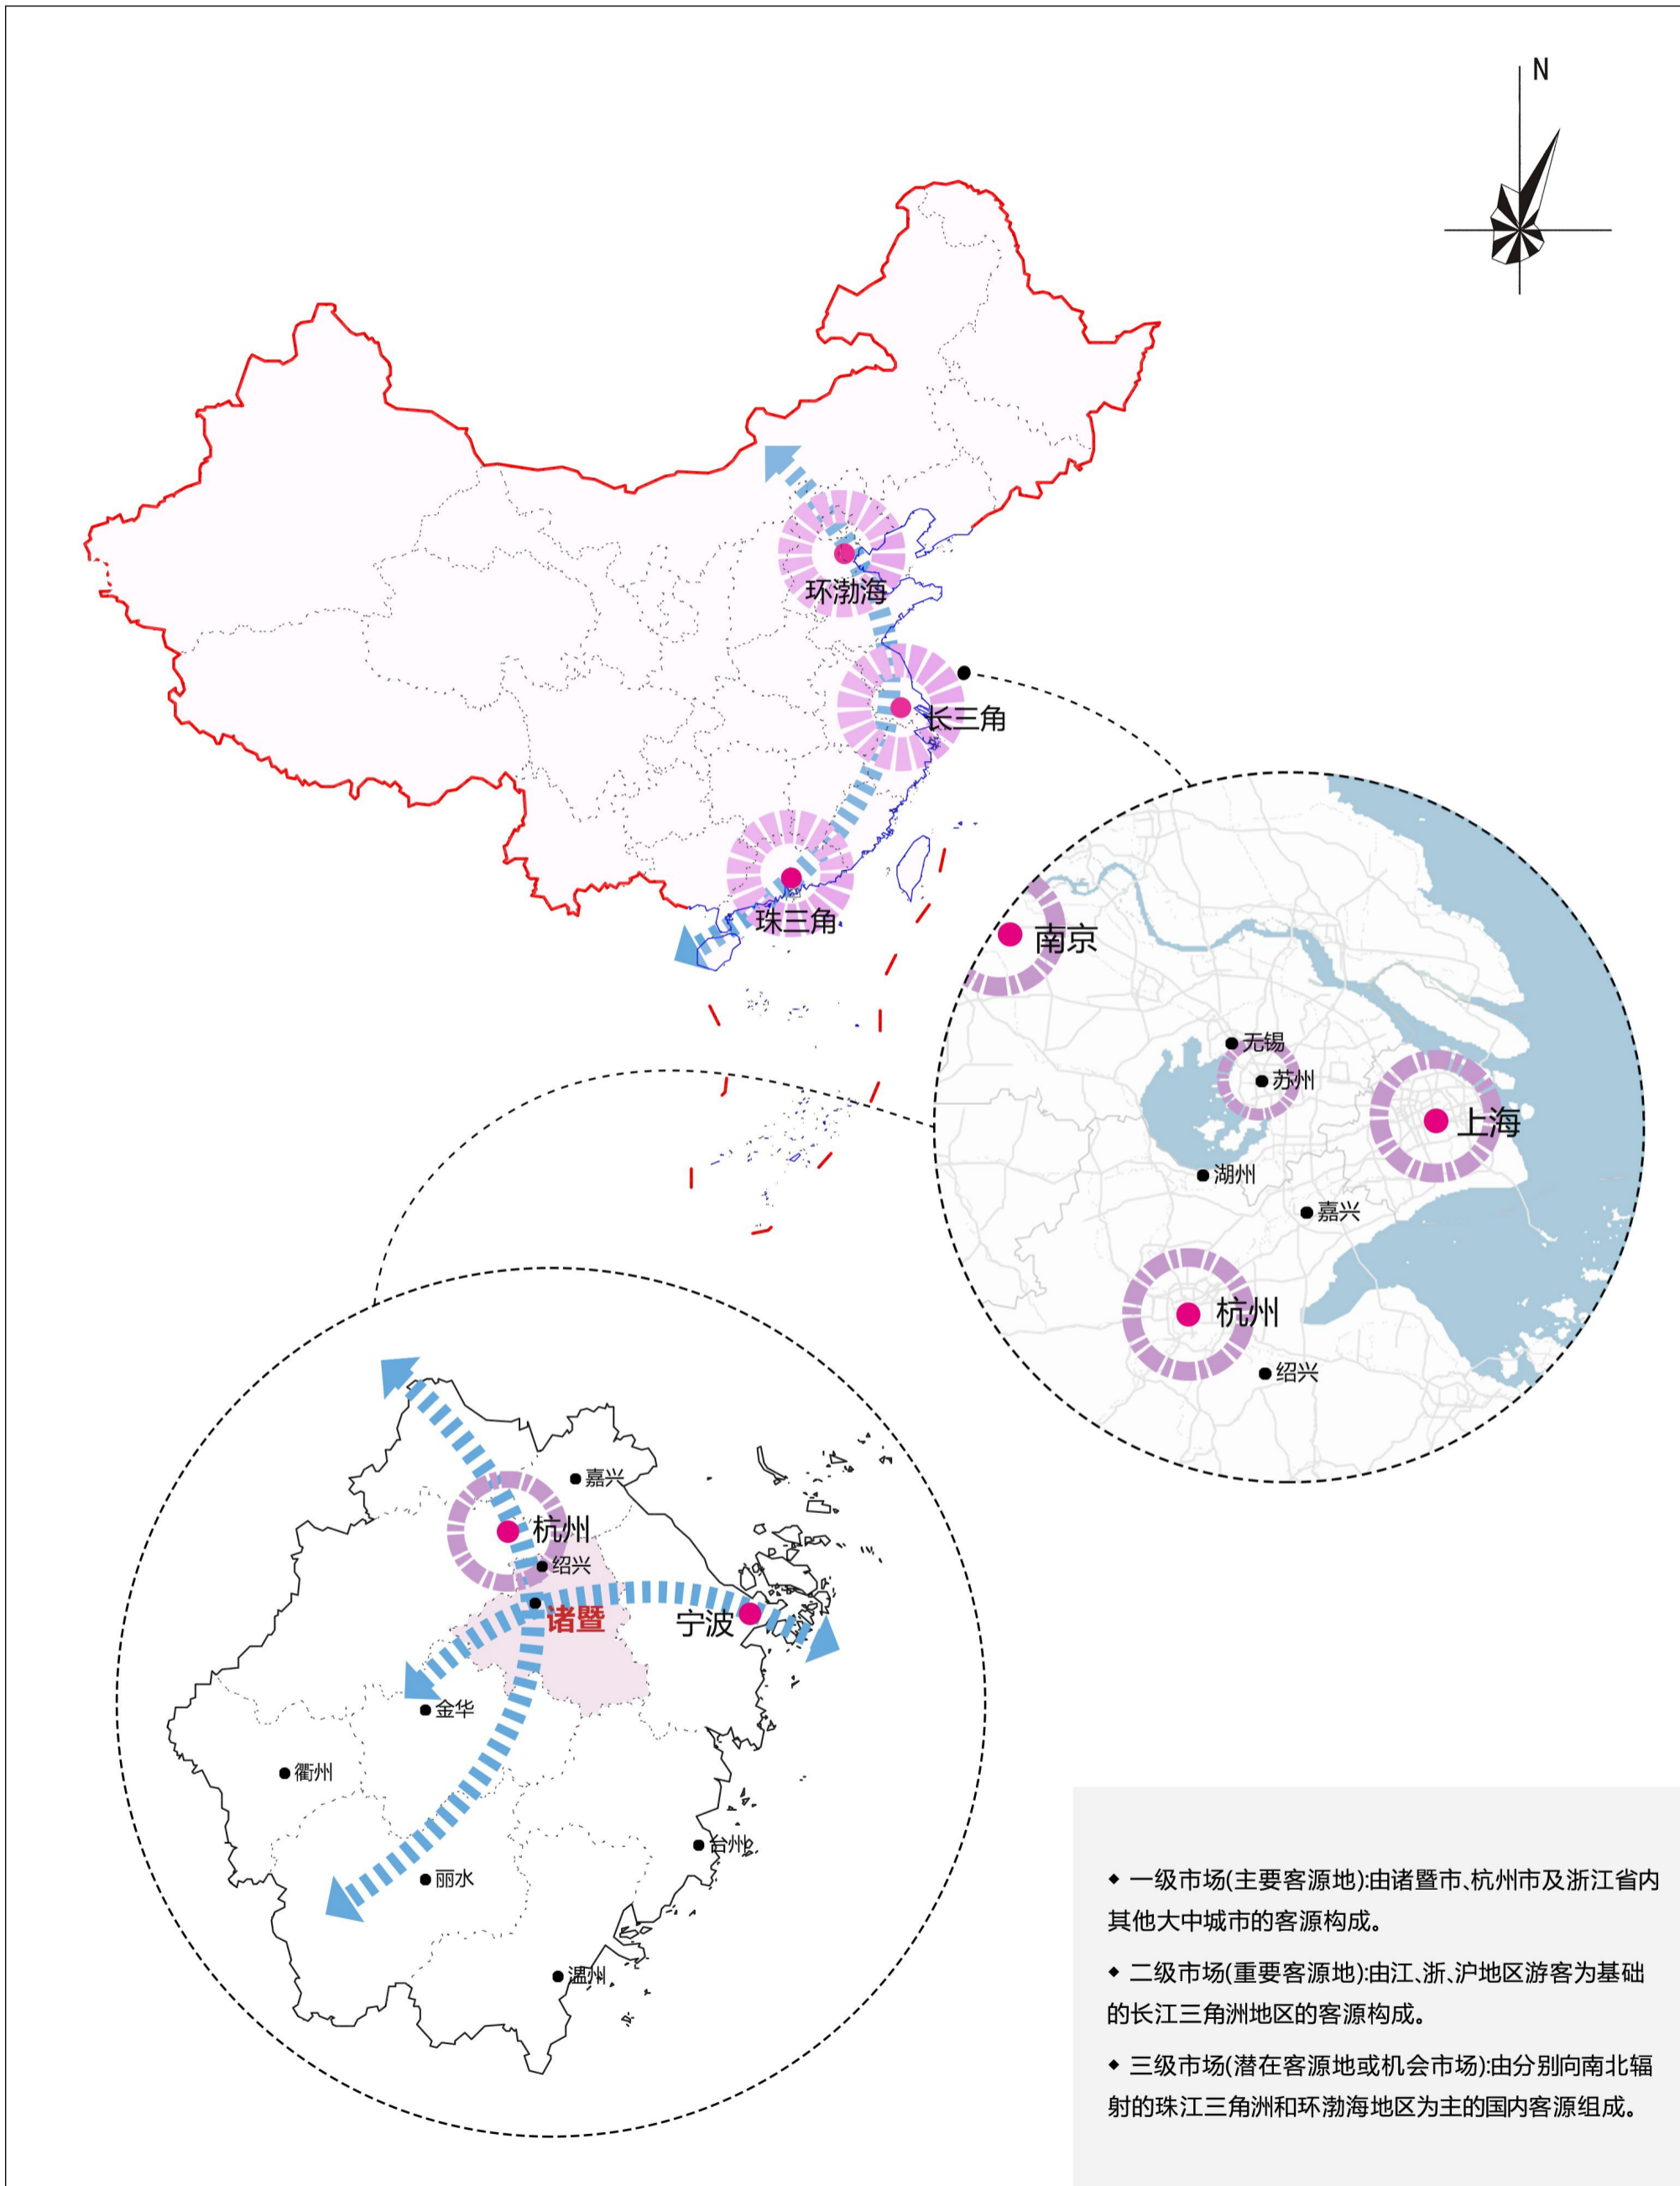 N
环渤海
长三角
珠三角
南京
无锡
苏州
上海
湖州
嘉兴
杭州
绍兴
嘉兴
杭州
绍兴
诸暨
宁波
金华
衢州
台州
丽水
温州
◆ 一级市场(主要客源地):由诸暨市、杭州市及浙江省内
其他大中城市的客源构成。
◆ 二级市场(重要客源地):由江、浙、沪地区游客为基础
的长江三角洲地区的客源构成。
◆ 三级市场(潜在客源地或机会市场):由分别向南北辐
射的珠江三角洲和环渤海地区为主的国内客源组成。